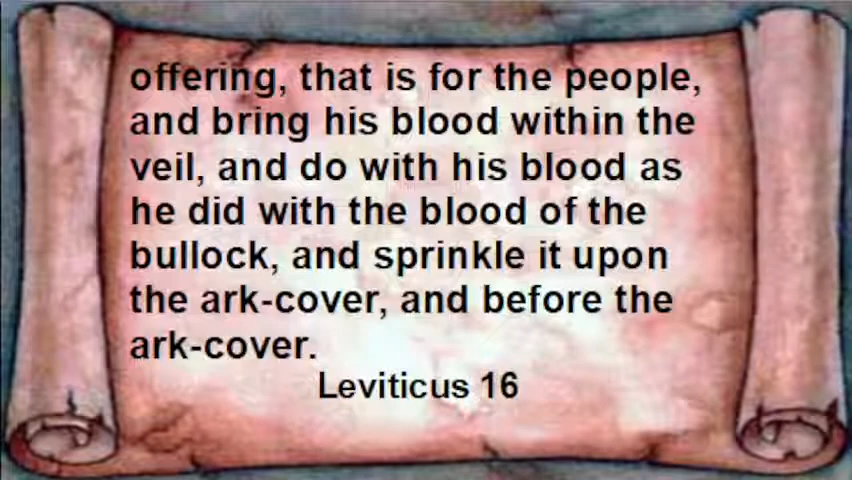 offering, that is for the people,
and bring his blood within the
veil, and do with his blood as
he did with the blood of the
bullock, and sprinkle it upon
the ark-cover, and before the
ark-cover.
Leviticus 16